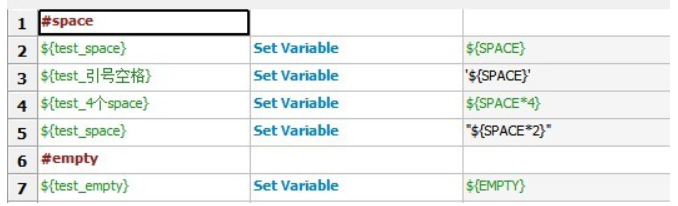 1 #space
2 ${test_space} Set Variable ${SPACE}
3 ${test_引号空格} Set Variable '${SPACE}'
4 ${test_4个space} Set Variable ${SPACE*4}
5 ${test_space} Set Variable "${SPACE*2}"
6 #empty
7 ${test_empty} Set Variable ${EMPTY}